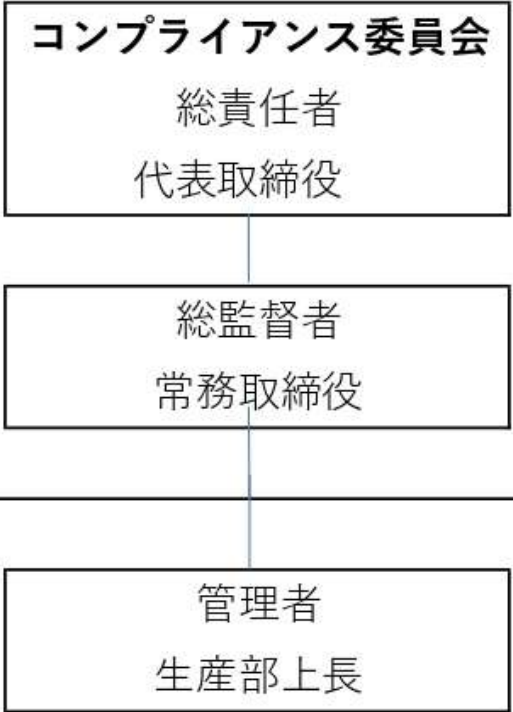 コンプライアンス委員会
総責任者
代表取締役
総監督者
常務取締役
管理者
生産部上長